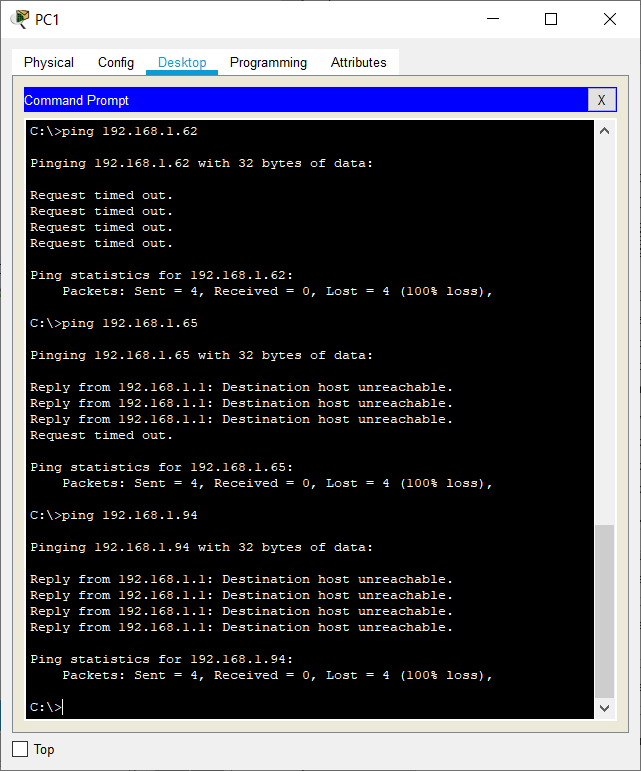 PC1
Physical Config Desktop Programming Attributes
Command Prompt X
C:\>ping 192.168.1.62
Pinging 192.168.1.62 with 32 bytes of data:
Request timed out.
Request timed out.
Request timed out.
Request timed out.
Ping statistics for 192.168.1.62:
    Packets: Sent = 4, Received = 0, Lost = 4 (100% loss),
C:\>ping 192.168.1.65
Pinging 192.168.1.65 with 32 bytes of data:
Reply from 192.168.1.1: Destination host unreachable.
Reply from 192.168.1.1: Destination host unreachable.
Reply from 192.168.1.1: Destination host unreachable.
Request timed out.
Ping statistics for 192.168.1.65:
    Packets: Sent = 4, Received = 0, Lost = 4 (100% loss),
C:\>ping 192.168.1.94
Pinging 192.168.1.94 with 32 bytes of data:
Reply from 192.168.1.1: Destination host unreachable.
Reply from 192.168.1.1: Destination host unreachable.
Reply from 192.168.1.1: Destination host unreachable.
Reply from 192.168.1.1: Destination host unreachable.
Ping statistics for 192.168.1.94:
    Packets: Sent = 4, Received = 0, Lost = 4 (100% loss),
C:\>
Top